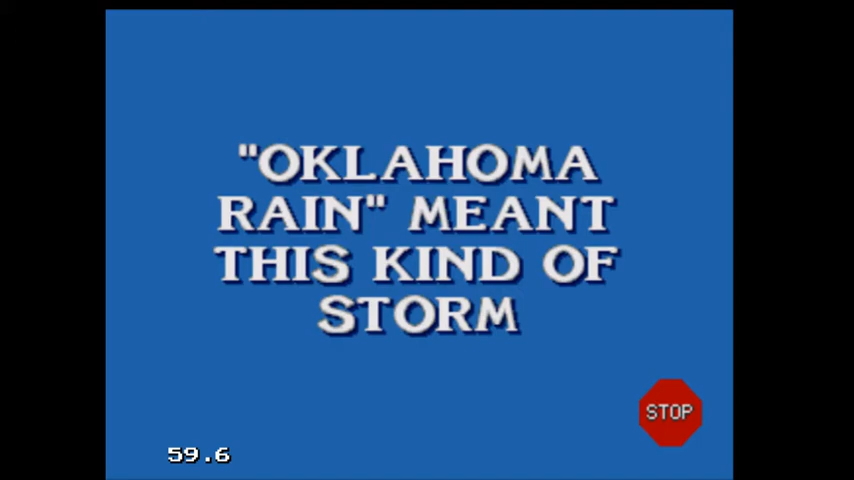 "OKLAHOMA
RAIN" MEANT
THIS KIND OF
STORM
STOP
59.6